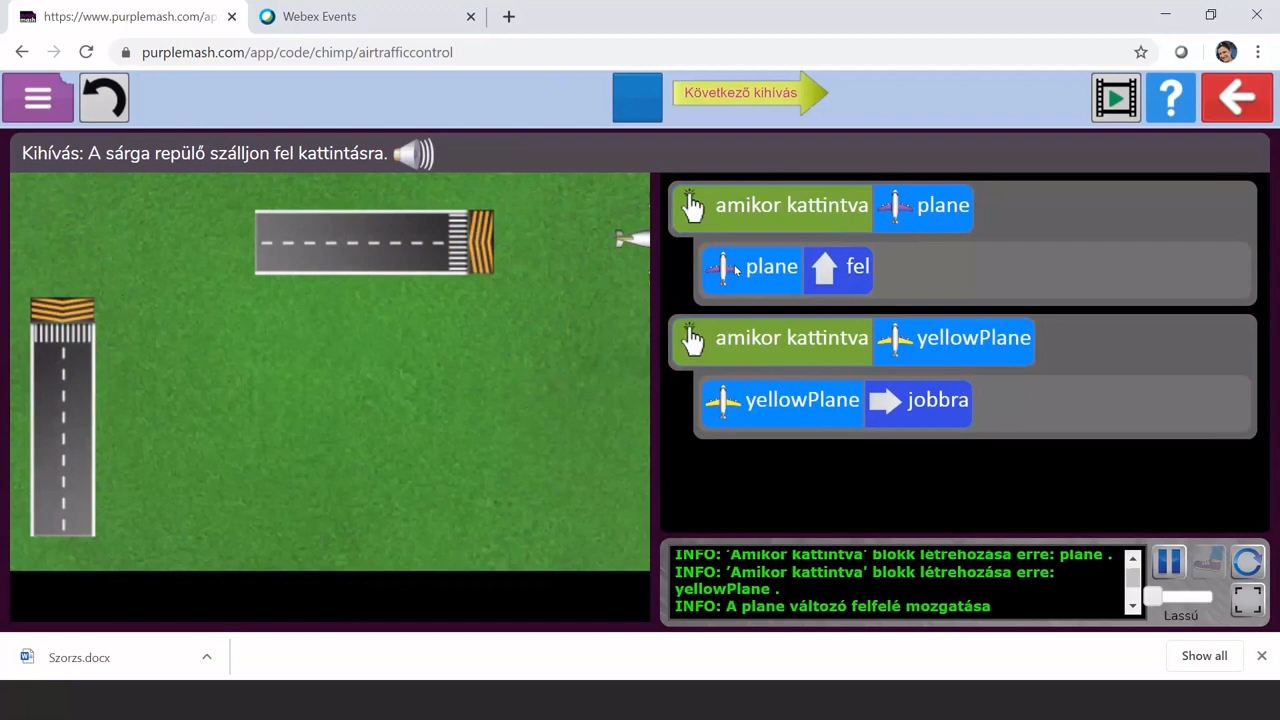 https://www.purplemash.com/ap
Webex Events
purplemash.com/app/code/chimp/airtrafficcontrol
Következő kihívás
Kihívás: A sárga repülő szálljon fel kattintásra.
amikor kattintva plane
plane fel
amikor kattintva yellowPlane
yellowPlane jobbra
INFO: 'Amikor kattintva' blokk létrehozása erre: plane .
INFO: 'Amikor kattintva' blokk létrehozása erre:
yellowPlane .
INFO: A plane változó felfelé mozgatása
Lassú
Szorzs.docx
Show all